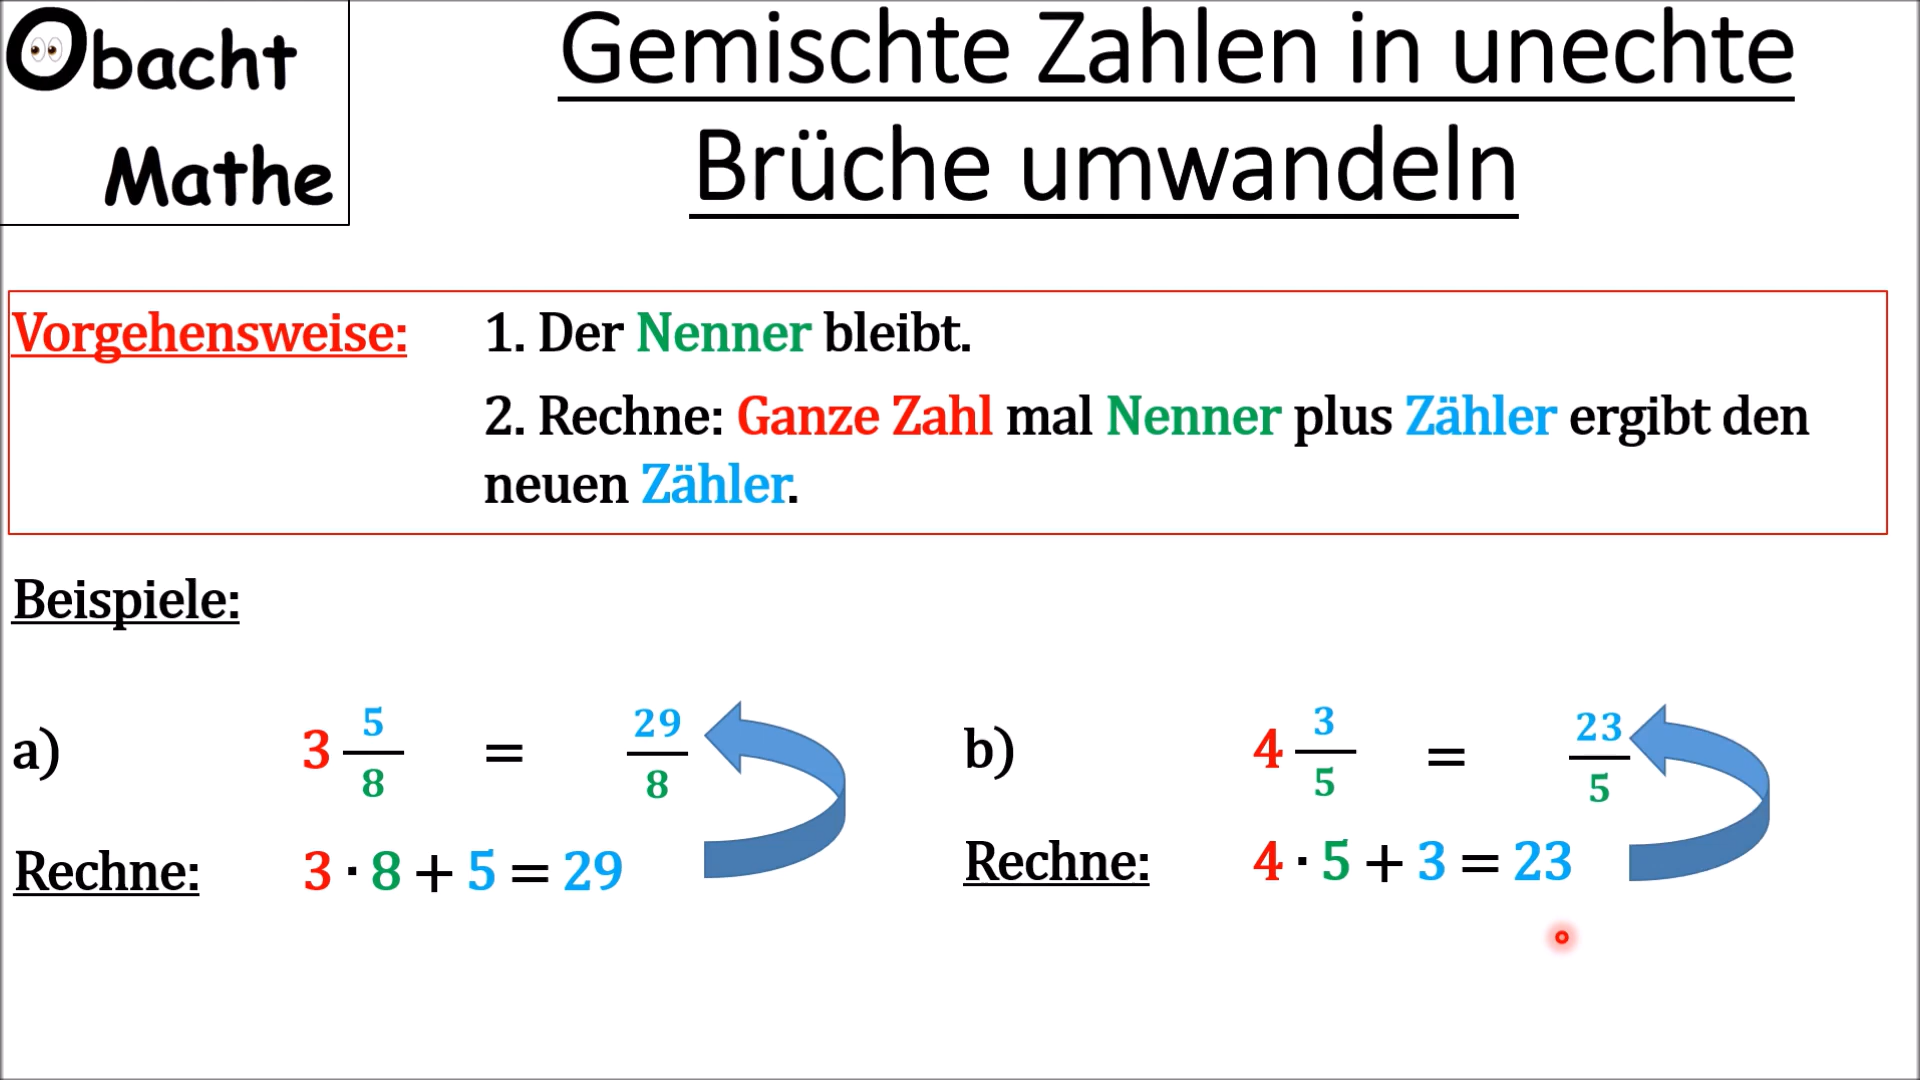 Obacht
Mathe
Gemischte Zahlen in unechte
Brüche umwandeln
Vorgehensweise:
1. Der Nenner bleibt.
2. Rechne: Ganze Zahl mal Nenner plus Zähler ergibt den
neuen Zähler.
Beispiele:
a) 3 5/8 = 29/8
Rechne: 3 · 8 + 5 = 29
b) 4 3/5 = 23/5
Rechne: 4 · 5 + 3 = 23